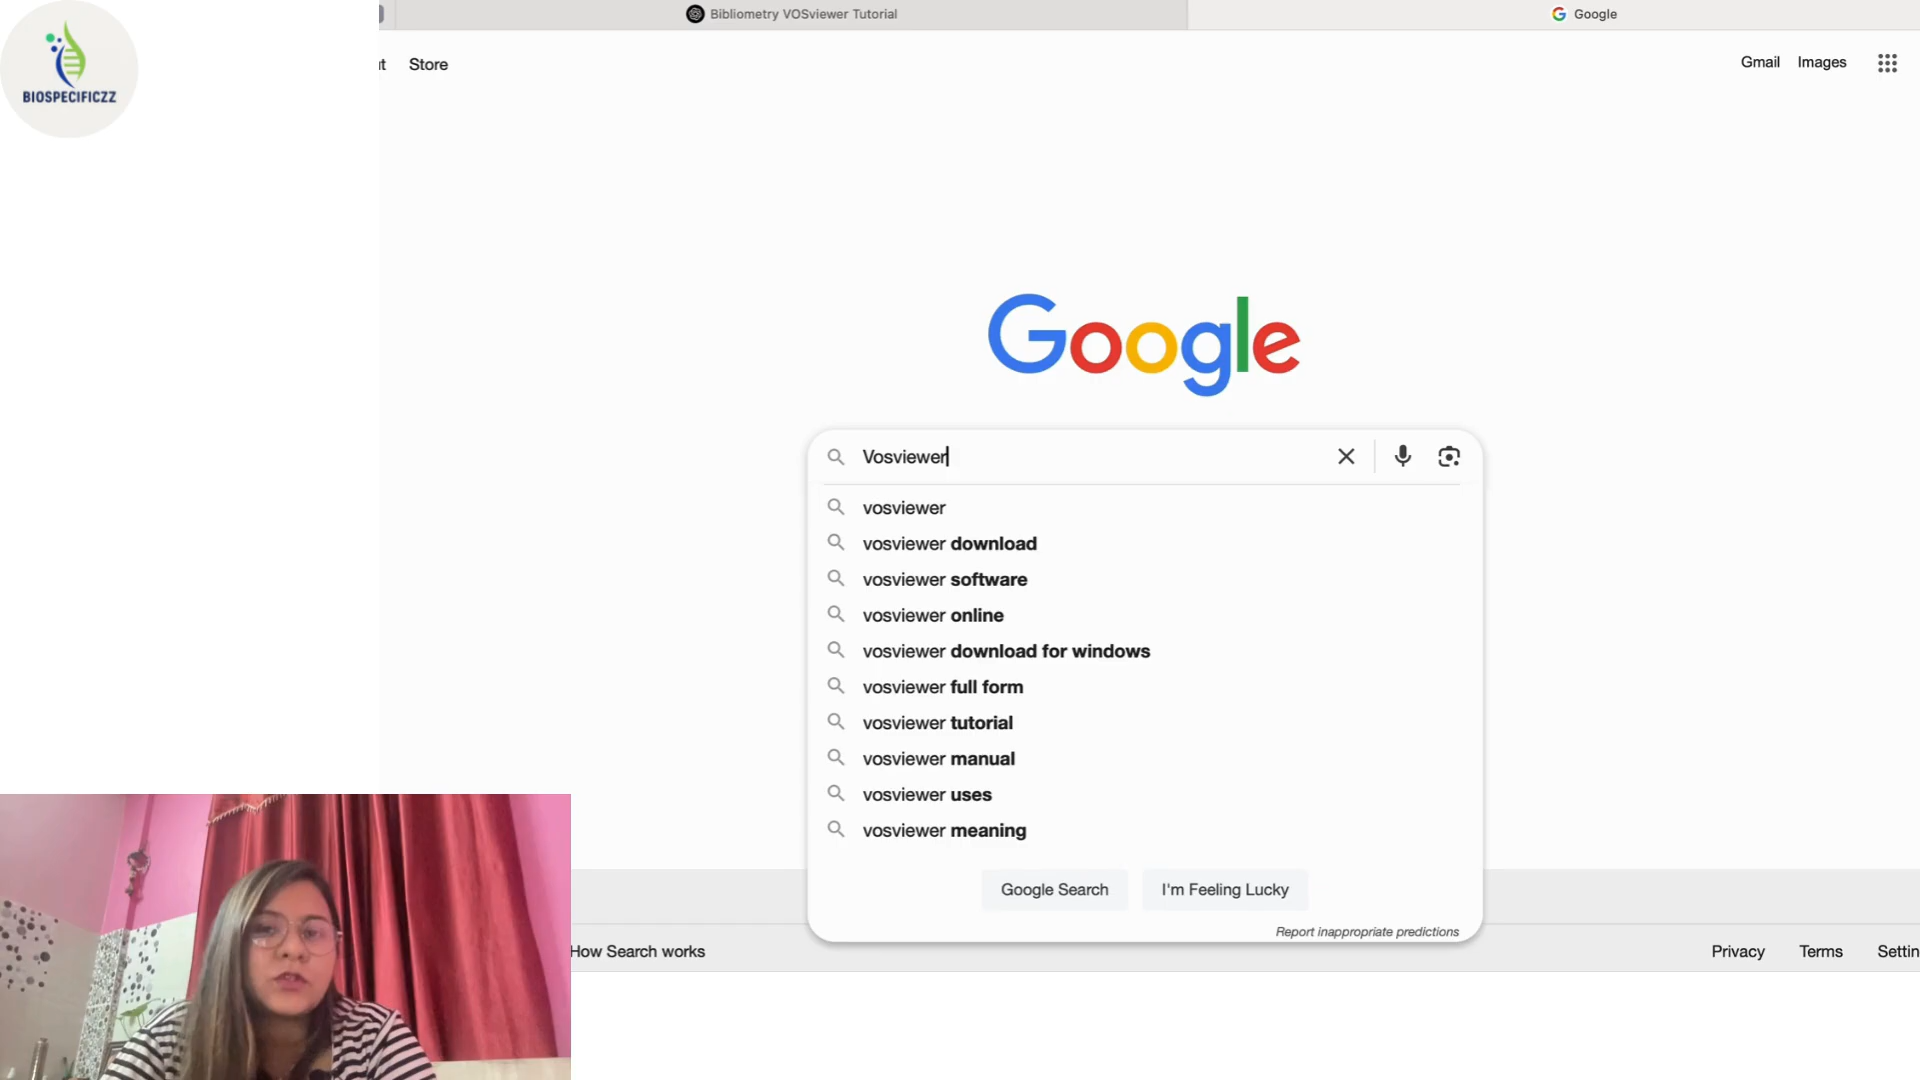 Bibliometry VOSviewer Tutorial
Google
BIOSPECIFICZZ
Store
Gmail
Images
Google
Vosviewer
vosviewer
vosviewer download
vosviewer software
vosviewer online
vosviewer download for windows
vosviewer full form
vosviewer tutorial
vosviewer manual
vosviewer uses
vosviewer meaning
Google Search
I'm Feeling Lucky
Report inappropriate predictions
How Search works
Privacy
Terms